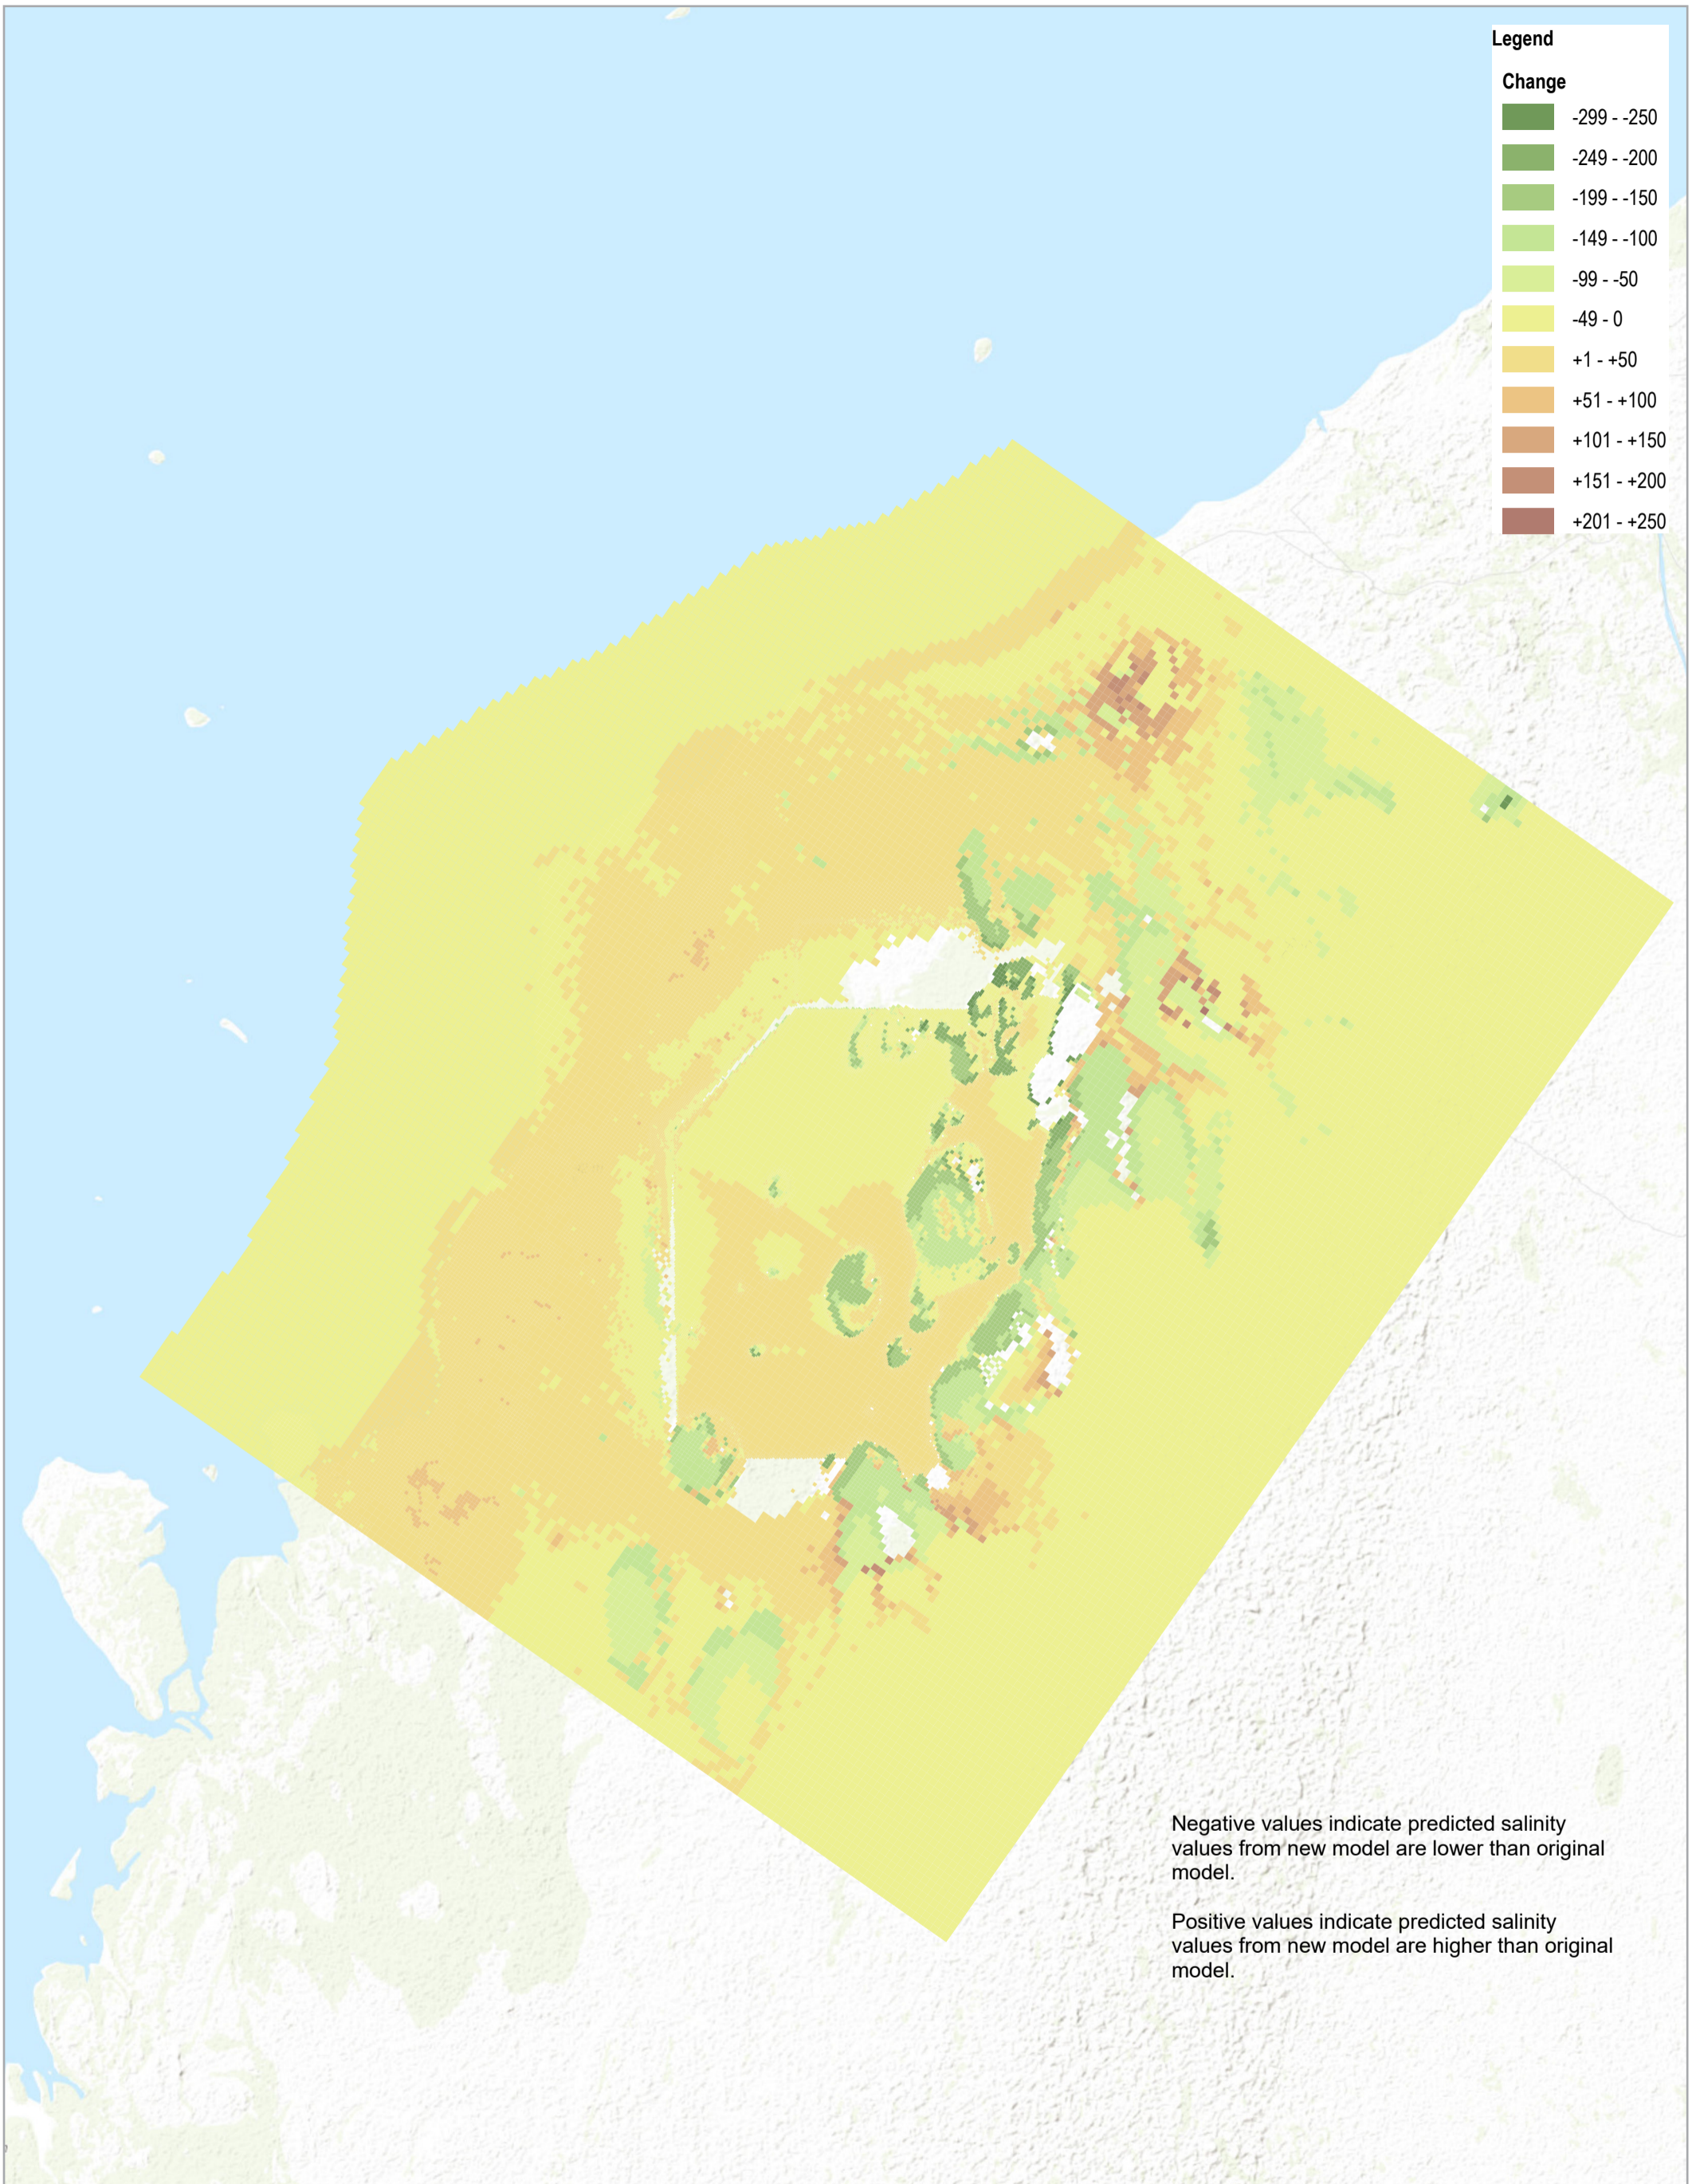 Legend
Change
-299 - -250
-249 - -200
-199 - -150
-149 - -100
-99 - -50
-49 - 0
+1 - +50
+51 - +100
+101 - +150
+151 - +200
+201 - +250
Negative values indicate predicted salinity
values from new model are lower than original
model.
Positive values indicate predicted salinity
values from new model are higher than original
model.